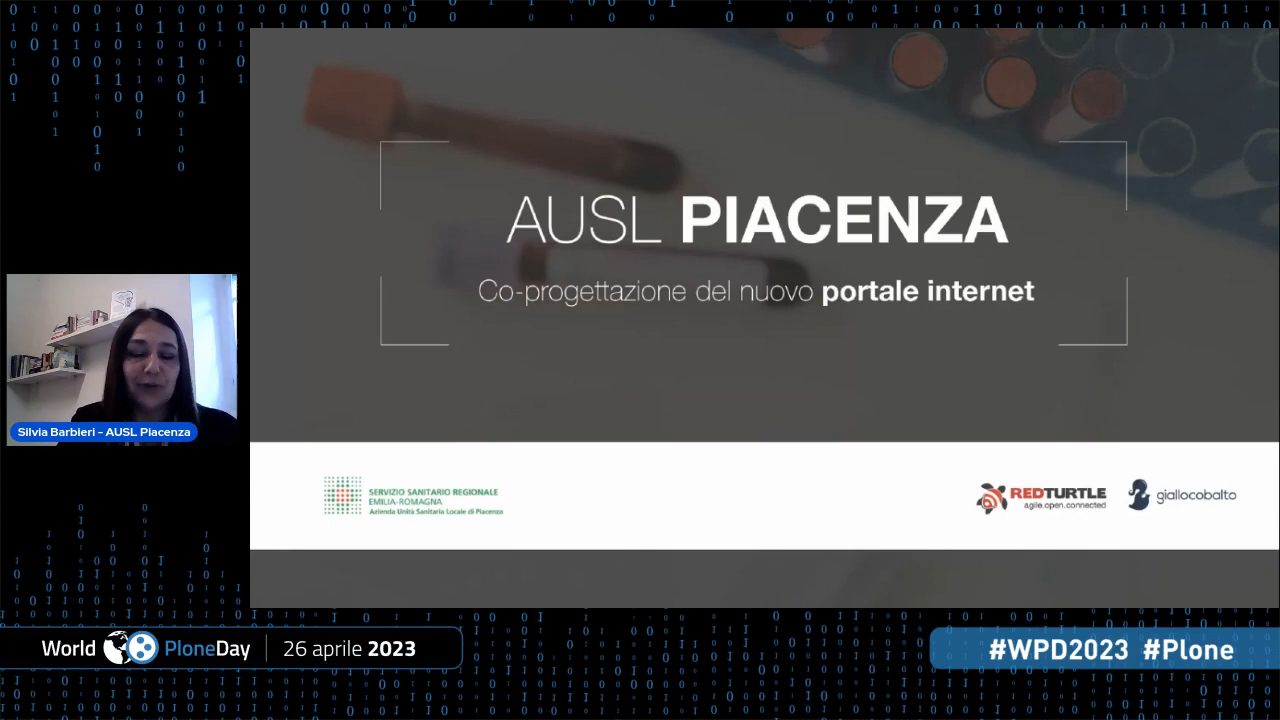 AUSL PIACENZA
Co-progettazione del nuovo portale internet
Silvia Barbieri - AUSL Piacenza
SERVIZIO SANITARIO REGIONALE
EMILIA-ROMAGNA
Azienda Unità Sanitaria Locale di Piacenza
REDTURTLE
agile.open.connected
giallocobalto
World PloneDay | 26 aprile 2023
#WPD2023 #Plone